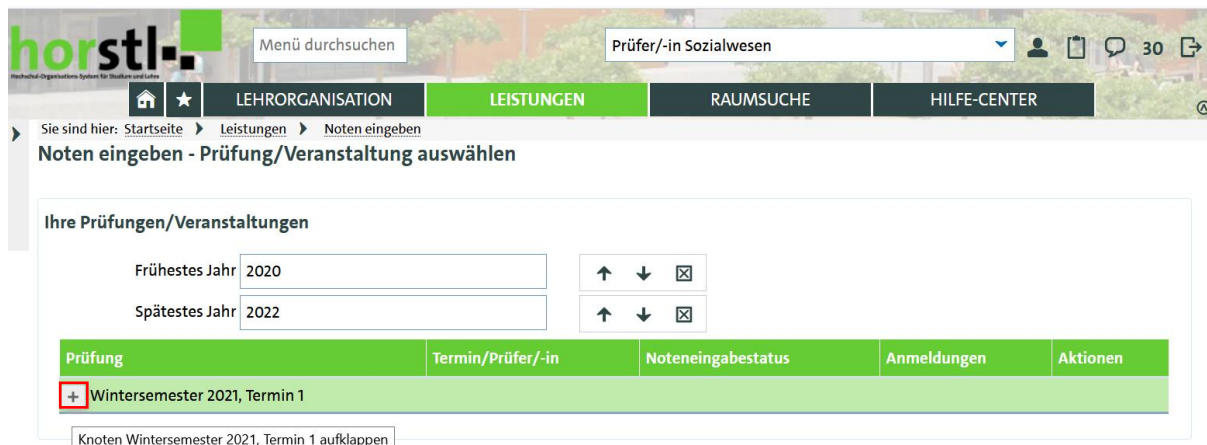 horstl
Hochschul-Organisations-System für Studium und Lehre
Menü durchsuchen
Prüfer/-in Sozialwesen
30
LEHRORGANISATION
LEISTUNGEN
RAUMSUCHE
HILFE-CENTER
Sie sind hier: Startseite Leistungen Noten eingeben
Noten eingeben - Prüfung/Veranstaltung auswählen
Ihre Prüfungen/Veranstaltungen
Frühestes Jahr 2020
Spätestes Jahr 2022
Prüfung Termin/Prüfer/-in Noteneingabestatus Anmeldungen Aktionen
+ Wintersemester 2021, Termin 1
Knoten Wintersemester 2021, Termin 1 aufklappen